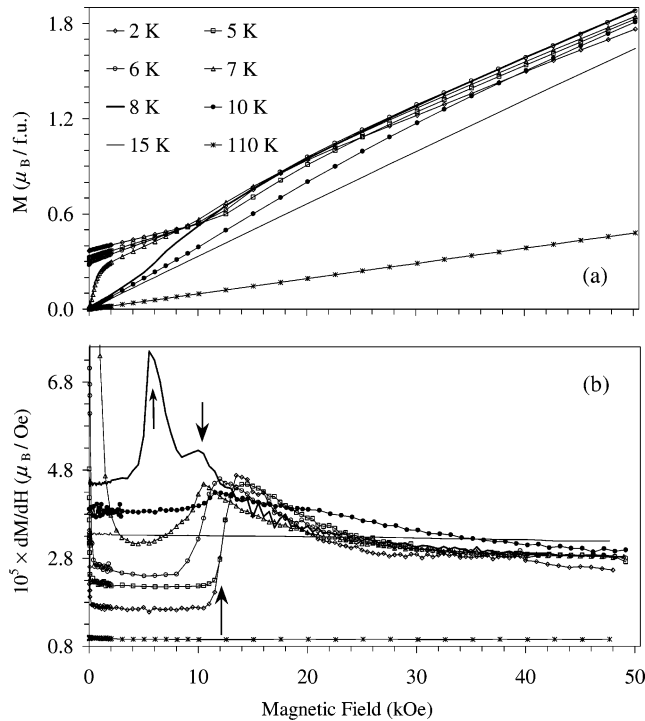 1.8
1.2
0.6
0.0
M (μB / f.u.)
2 K
5 K
6 K
7 K
8 K
10 K
15 K
110 K
(a)
6.8
4.8
2.8
0.8
10⁵ × dM/dH (μB / Oe)
(b)
0
10
20
30
40
50
Magnetic Field (kOe)